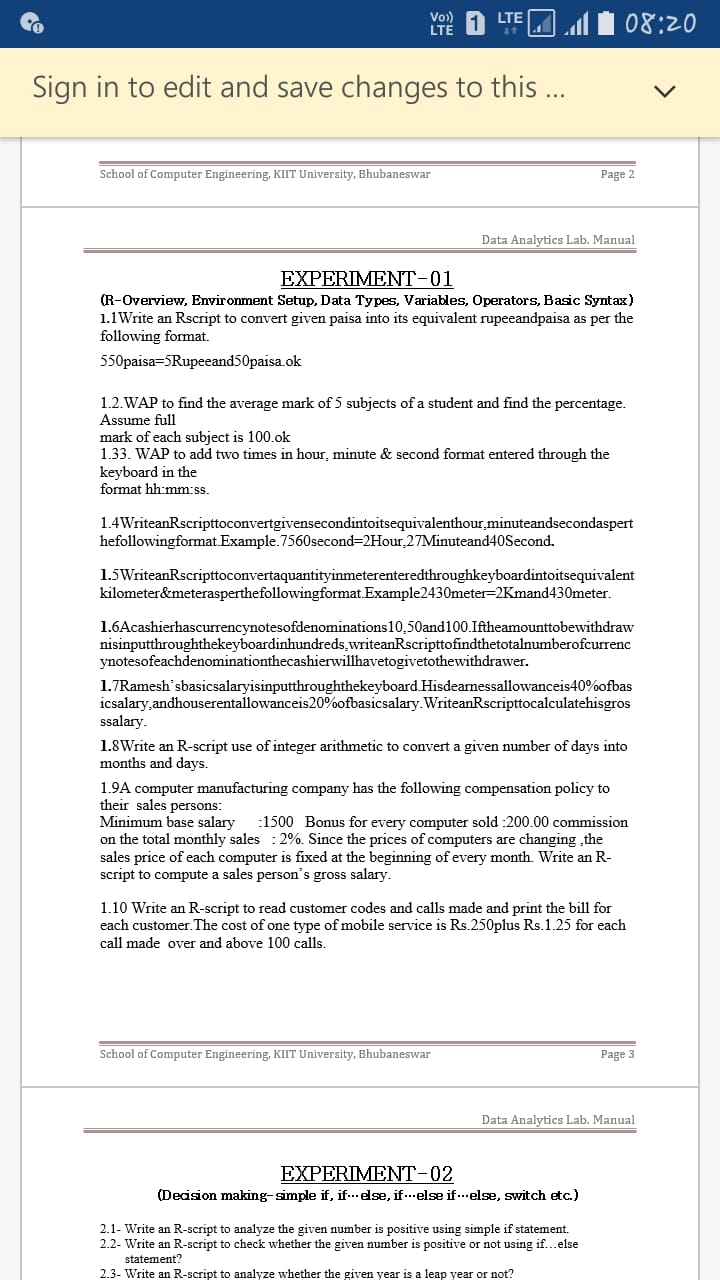 Vo)) LTE 1 LTE 08:20
Sign in to edit and save changes to this ...
School of Computer Engineering, KIIT University, Bhubaneswar Page 2
Data Analytics Lab. Manual
EXPERIMENT-01
(R-Overview, Environment Setup, Data Types, Variables, Operators, Basic Syntax)
1.1Write an Rscript to convert given paisa into its equivalent rupeeandpaisa as per the
following format.
550paisa=5Rupeeand50paisa.ok
1.2.WAP to find the average mark of 5 subjects of a student and find the percentage.
Assume full
mark of each subject is 100.ok
1.33. WAP to add two times in hour, minute & second format entered through the
keyboard in the
format hh:mm:ss.
1.4WriteanRscripttoconvertgivensecondintoitsequivalenthour,minuteandsecondaspert
hefollowingformat.Example.7560second=2Hour,27Minuteand40Second.
1.5WriteanRscripttoconvertaquantityinmeterenteredthroughkeyboardintoitsequivalent
kilometer&meterasperthefollowingformat.Example2430meter=2Kmand430meter.
1.6Acashierhascurrencynotesofdenominations10,50and100.Iftheamounttobewithdraw
nisinputthroughthekeyboardinhundreds,writeanRscripttofindthetotalnumberofcurrenc
ynotesofeachdenominationthecashierwillhavetogivetothewithdrawer.
1.7Ramesh'sbasicsalaryisinputthroughthekeyboard.Hisdearnessallowanceis40%ofbas
icsalary,andhouserentallowanceis20%ofbasicsalary.WriteanRscripttocalculatehisgros
ssalary.
1.8Write an R-script use of integer arithmetic to convert a given number of days into
months and days.
1.9A computer manufacturing company has the following compensation policy to
their sales persons:
Minimum base salary :1500 Bonus for every computer sold :200.00 commission
on the total monthly sales : 2%. Since the prices of computers are changing ,the
sales price of each computer is fixed at the beginning of every month. Write an R-
script to compute a sales person's gross salary.
1.10 Write an R-script to read customer codes and calls made and print the bill for
each customer.The cost of one type of mobile service is Rs.250plus Rs.1.25 for each
call made over and above 100 calls.
School of Computer Engineering, KIIT University, Bhubaneswar Page 3
Data Analytics Lab. Manual
EXPERIMENT-02
(Decision making- simple if, if…else, if…else if…else, switch etc.)
2.1- Write an R-script to analyze the given number is positive using simple if statement.
2.2- Write an R-script to check whether the given number is positive or not using if…else
statement?
2.3- Write an R-script to analyze whether the given year is a leap year or not?